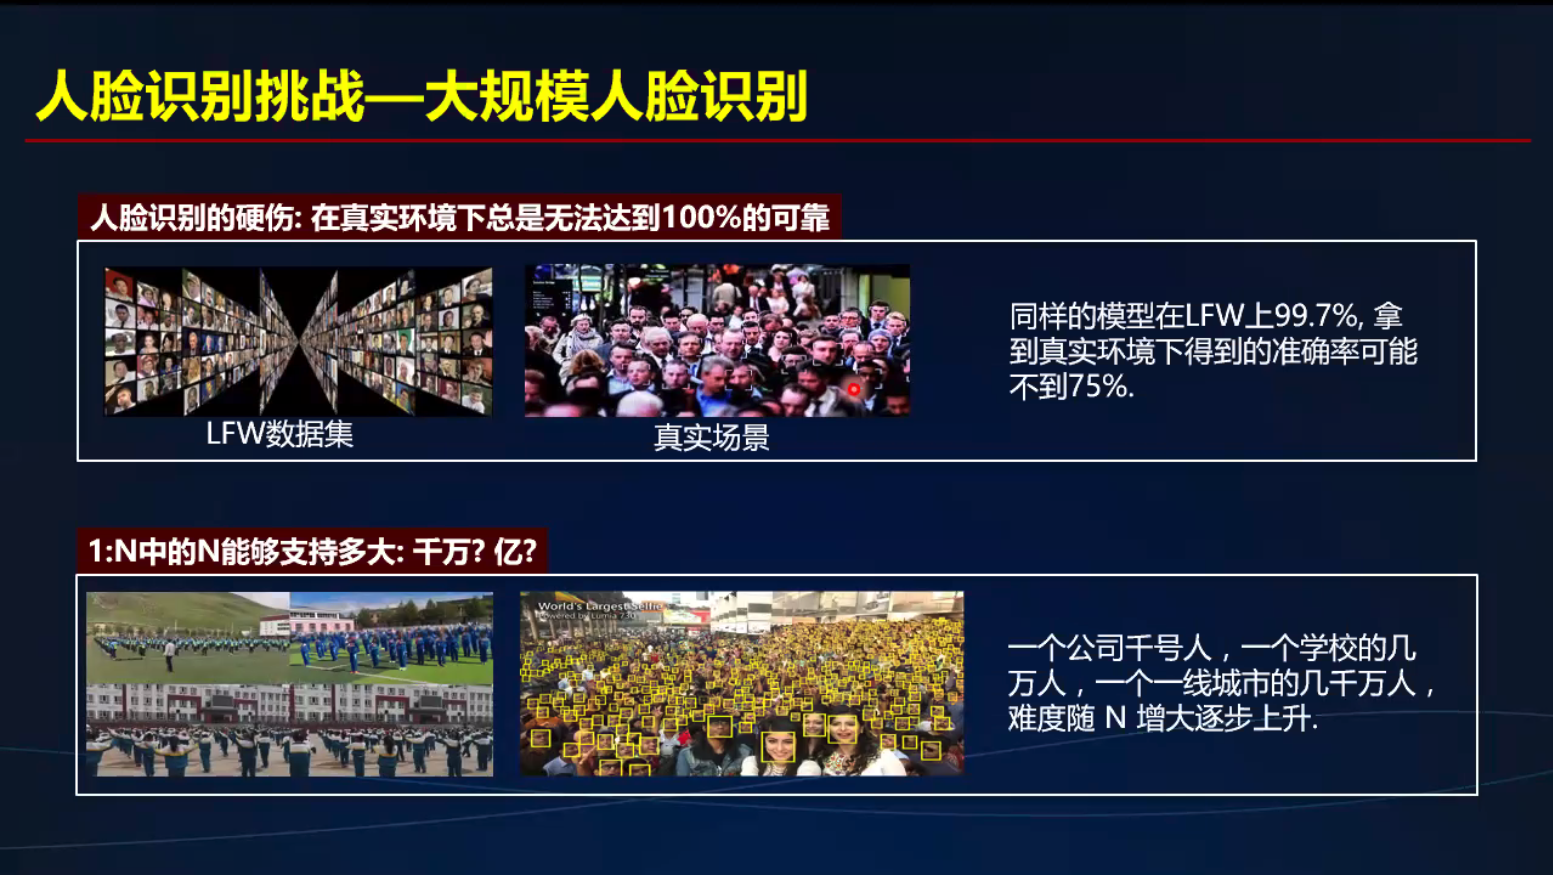 人脸识别挑战—大规模人脸识别
人脸识别的硬伤: 在真实环境下总是无法达到100%的可靠
同样的模型在LFW上99.7%, 拿
到真实环境下得到的准确率可能
不到75%.
LFW数据集
真实场景
1:N中的N能够支持多大: 千万? 亿?
World's Largest Selfie
Powered by Lumia 730
一个公司千号人，一个学校的几
万人，一个一线城市的几千万人，
难度随 N 增大逐步上升.